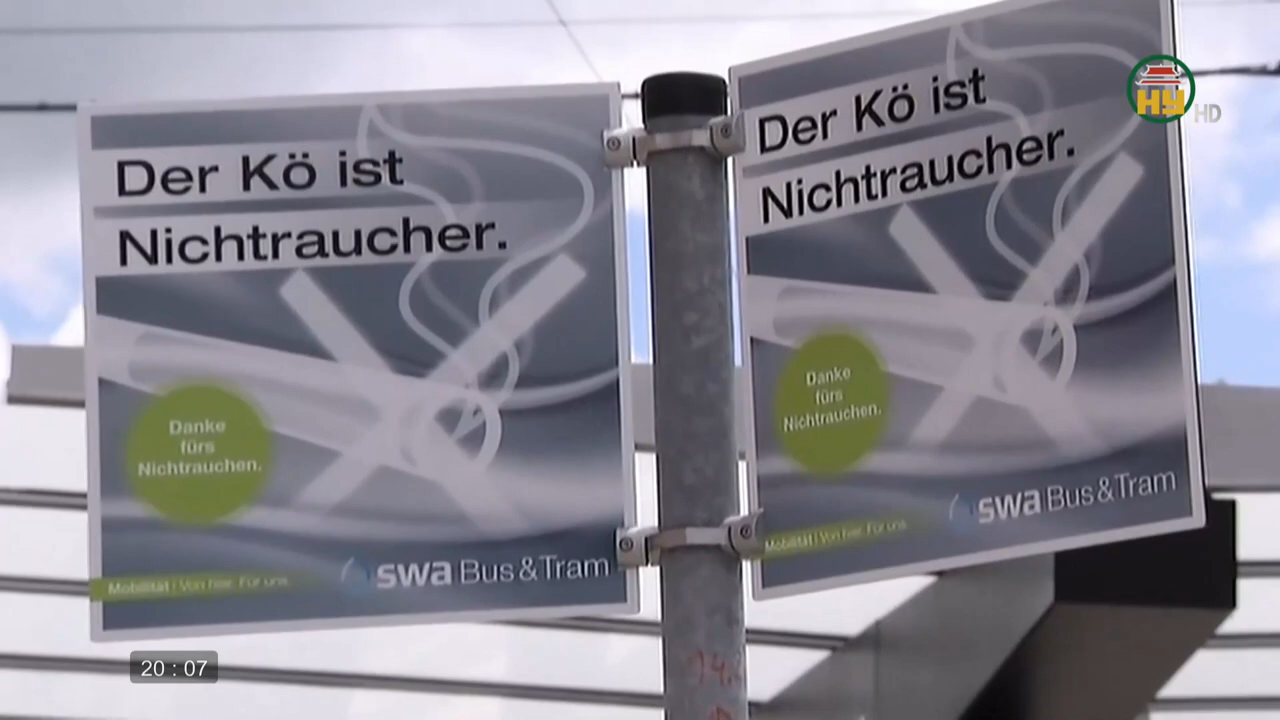 Der Kö ist
Nichtraucher.
Danke
fürs
Nichtrauchen.
Mobilität | Von hier. Für uns.
swa Bus & Tram
Der Kö ist
Nichtraucher.
Danke
fürs
Nichtrauchen.
Mobilität | Von hier. Für uns.
swa Bus & Tram
HY HD
20 : 07